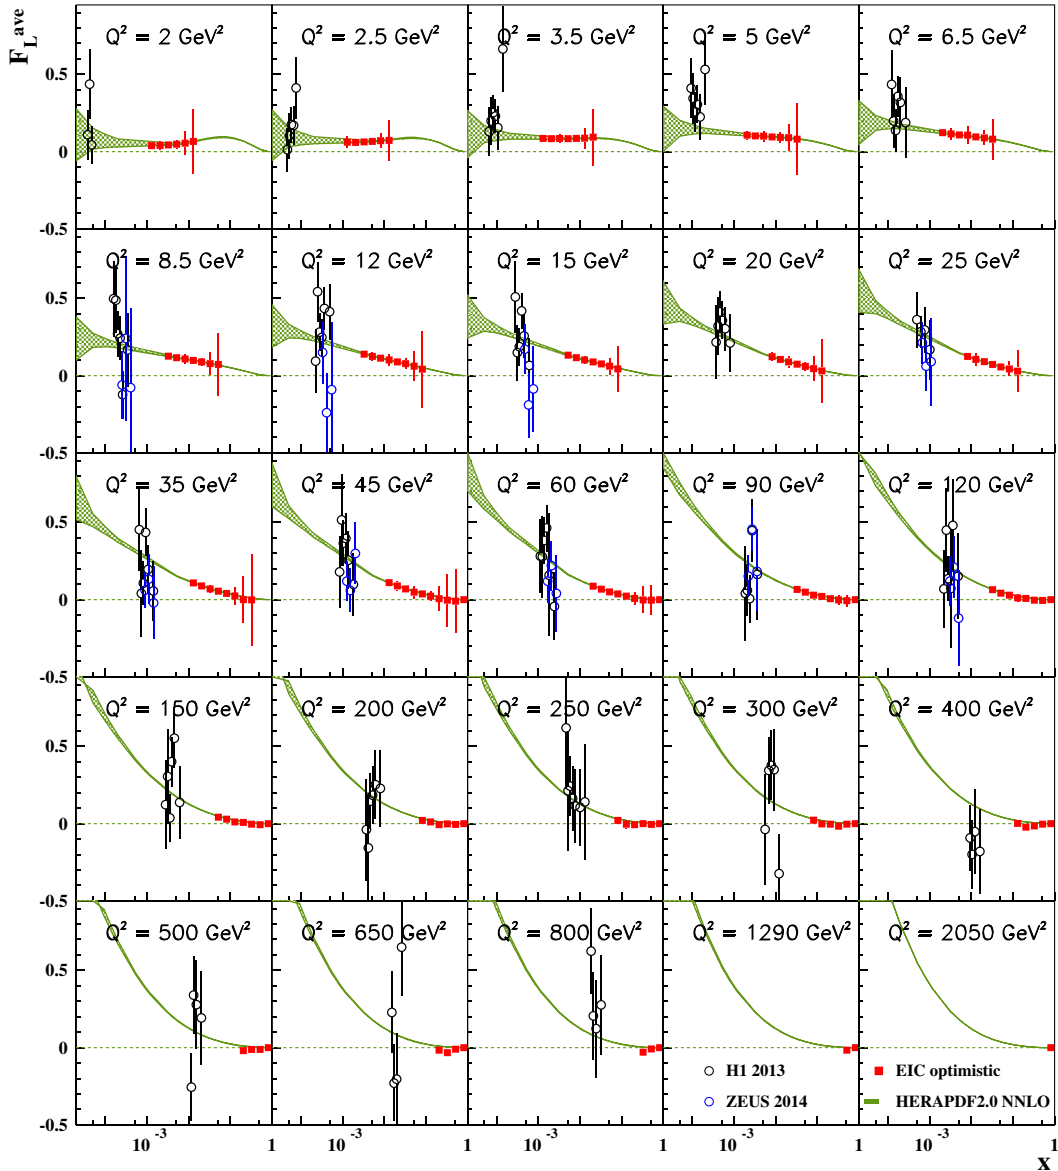 F_L^ave
Q² = 2 GeV² Q² = 2.5 GeV² Q² = 3.5 GeV² Q² = 5 GeV² Q² = 6.5 GeV²
0.5
0
-0.5
Q² = 8.5 GeV² Q² = 12 GeV² Q² = 15 GeV² Q² = 20 GeV² Q² = 25 GeV²
0.5
0
-0.5
Q² = 35 GeV² Q² = 45 GeV² Q² = 60 GeV² Q² = 90 GeV² Q² = 120 GeV²
0.5
0
-0.5
Q² = 150 GeV² Q² = 200 GeV² Q² = 250 GeV² Q² = 300 GeV² Q² = 400 GeV²
0.5
0
-0.5
Q² = 500 GeV² Q² = 650 GeV² Q² = 800 GeV² Q² = 1290 GeV² Q² = 2050 GeV²
0.5
0
H1 2013 EIC optimistic
ZEUS 2014 HERAPDF2.0 NNLO
-0.5
10⁻³ 1 10⁻³ 1 10⁻³ 1 10⁻³ 1 10⁻³ 1
x